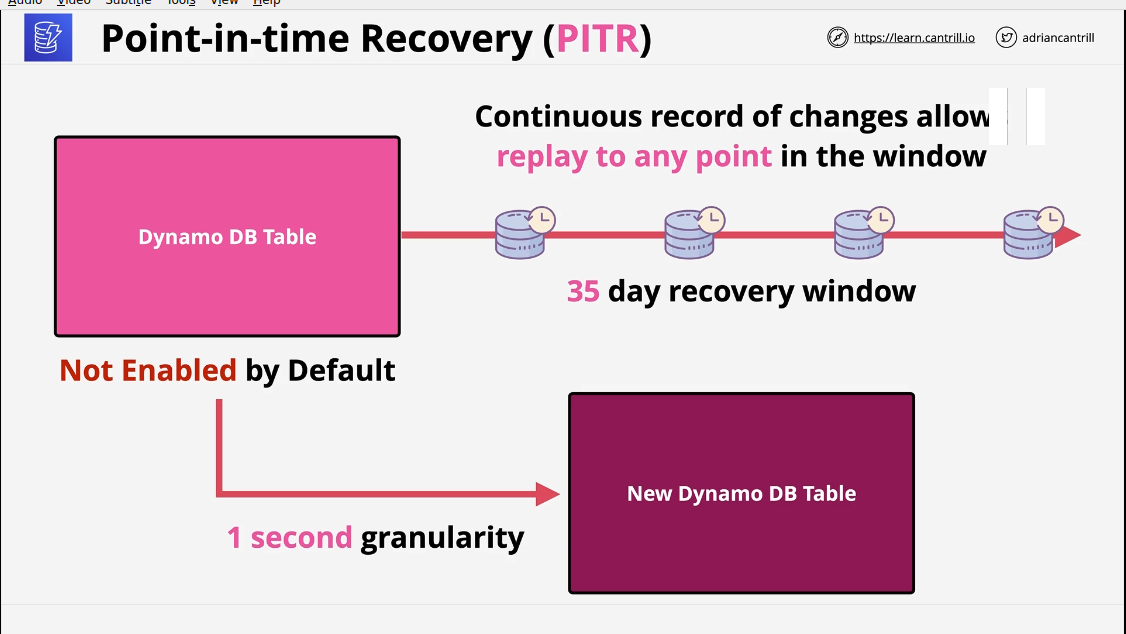 Audio Video Subtitle Tools View Help
Point-in-time Recovery (PITR)
https://learn.cantrill.io
adriancantrill
Continuous record of changes allows
replay to any point in the window
Dynamo DB Table
35 day recovery window
Not Enabled by Default
New Dynamo DB Table
1 second granularity